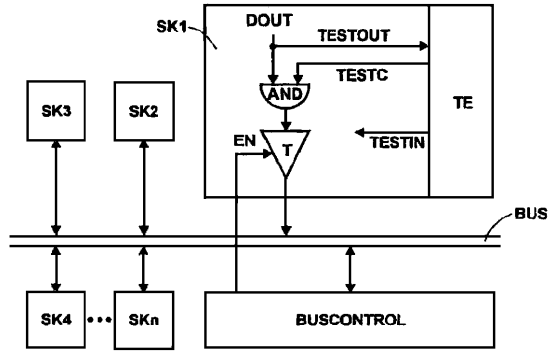 DOUT
SK1
TESTOUT
TESTC
AND
TE
SK3
SK2
TESTIN
EN
T
BUS
SK4
SKn
BUSCONTROL